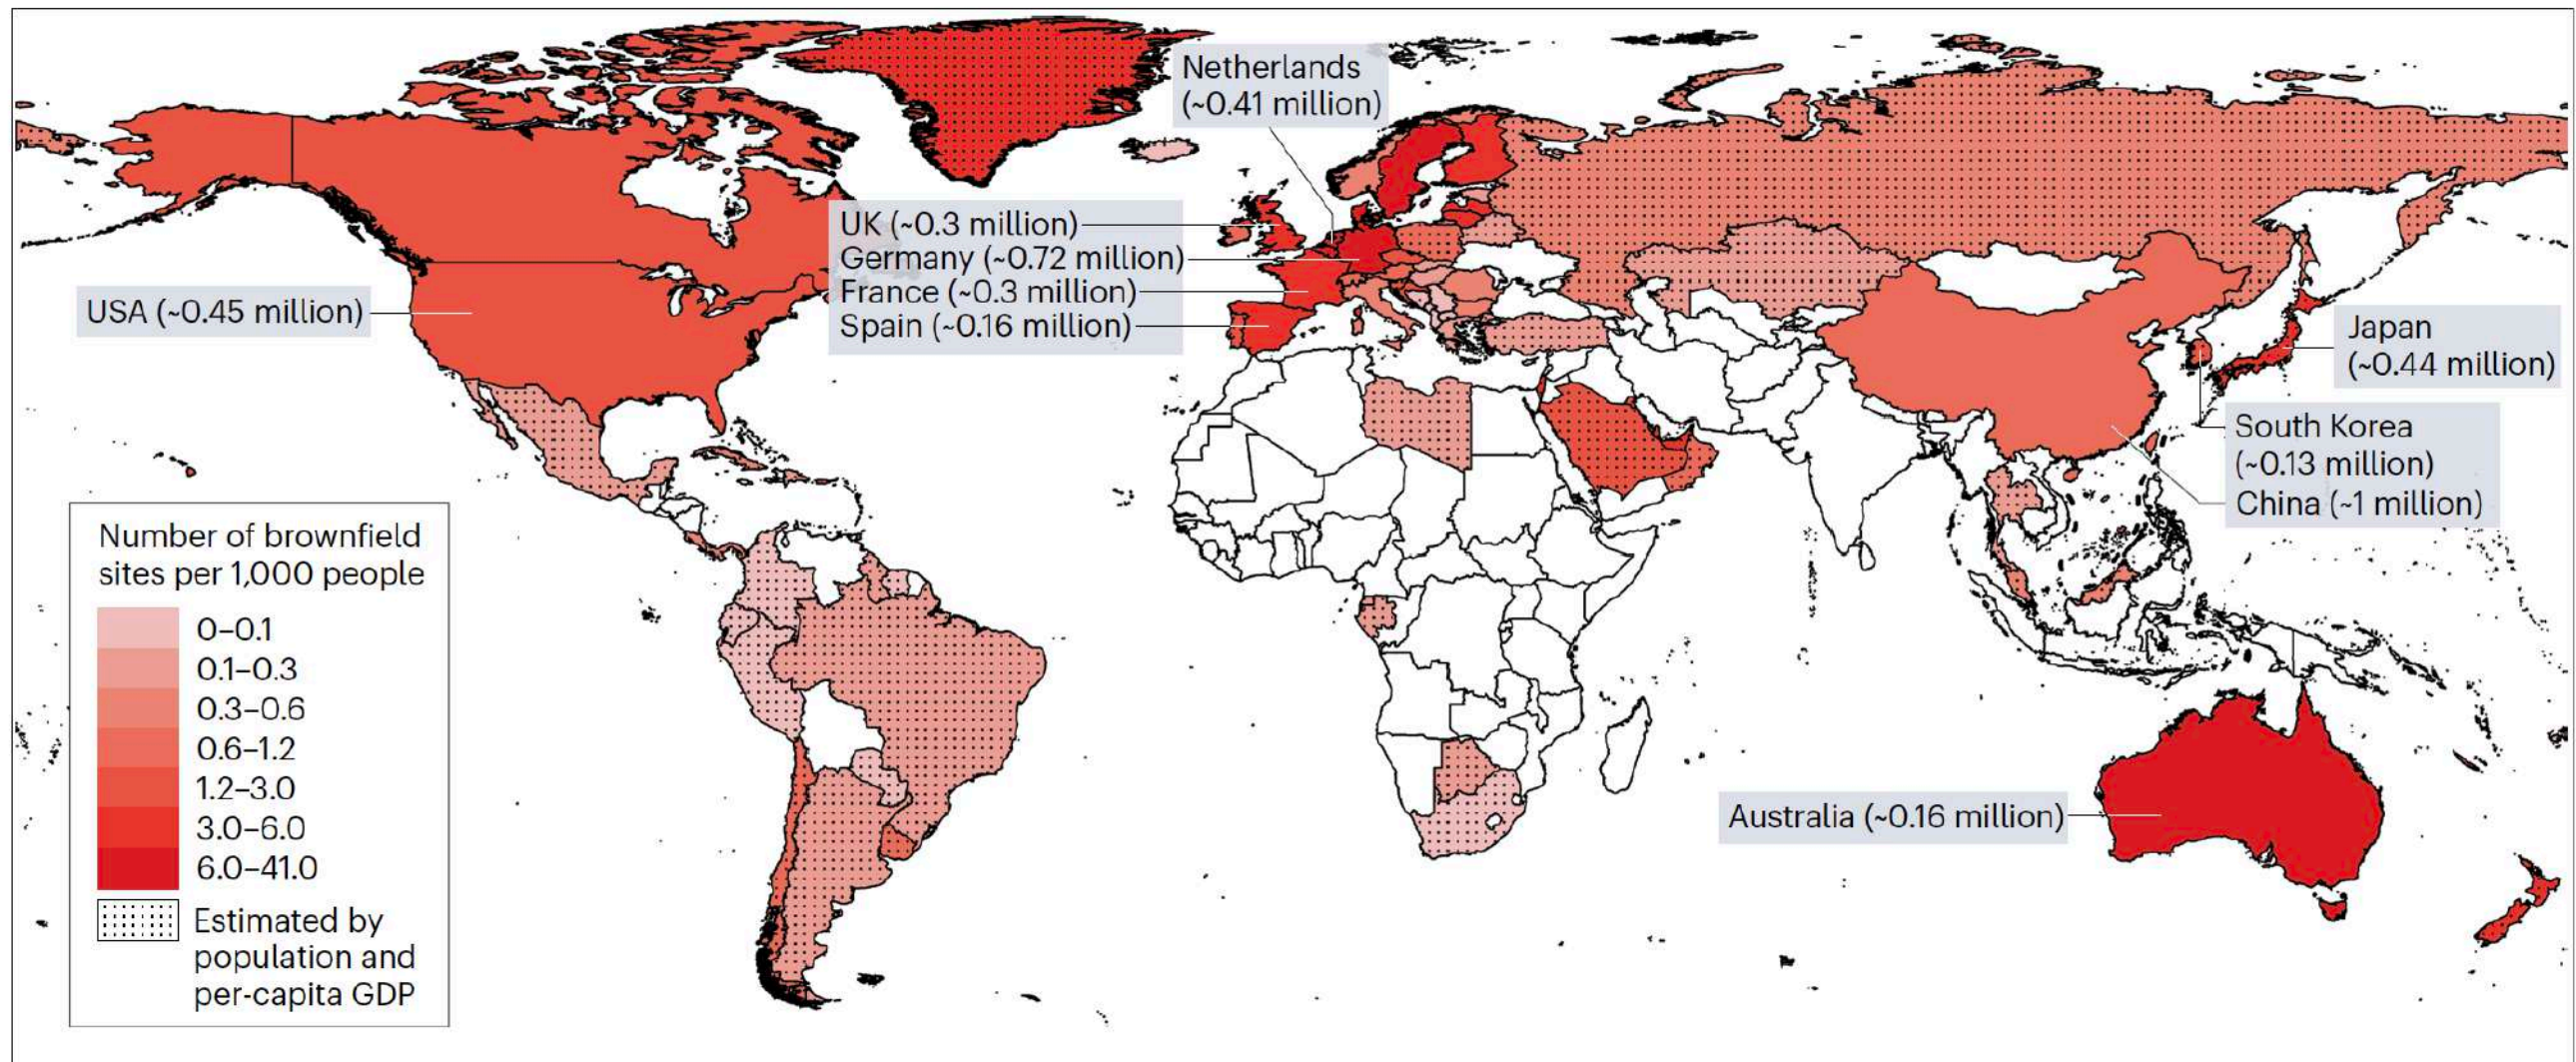 Netherlands
(~0.41 million)
UK (~0.3 million)
Germany (~0.72 million)
France (~0.3 million)
Spain (~0.16 million)
USA (~0.45 million)
Japan
(~0.44 million)
South Korea
(~0.13 million)
China (~1 million)
Australia (~0.16 million)
Number of brownfield
sites per 1,000 people
0–0.1
0.1–0.3
0.3–0.6
0.6–1.2
1.2–3.0
3.0–6.0
6.0–41.0
Estimated by
population and
per-capita GDP